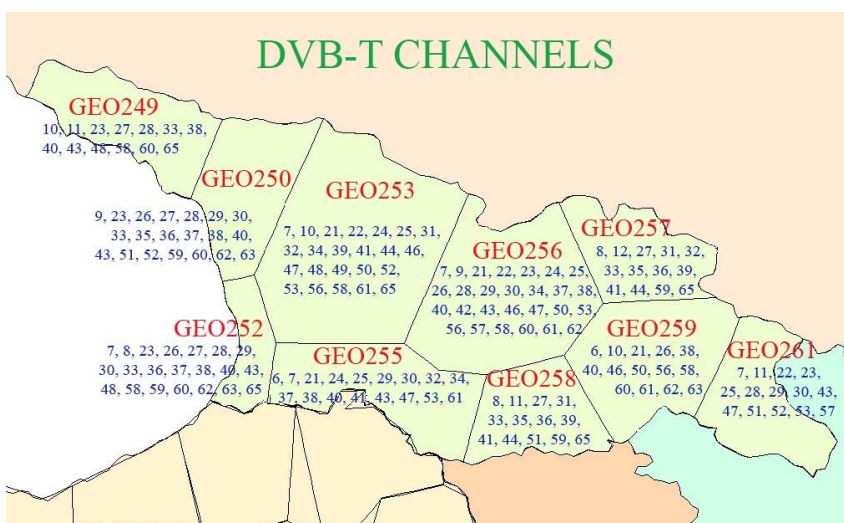 DVB-T CHANNELS
GEO249
10, 11, 23, 27, 28, 33, 38,
40, 43, 48, 58, 60, 65
GEO250
9, 23, 26, 27, 28, 29, 30,
33, 35, 36, 37, 38, 40,
43, 51, 52, 59, 60, 62, 63
GEO253
7, 10, 21, 22, 24, 25, 31,
32, 34, 39, 41, 44, 46,
47, 48, 49, 50, 52,
53, 56, 58, 61, 65
GEO256
7, 9, 21, 22, 23, 24, 25,
26, 28, 29, 30, 34, 37, 38,
40, 42, 43, 46, 47, 50, 53,
56, 57, 58, 60, 61, 62
GEO257
8, 12, 27, 31, 32,
33, 35, 36, 39,
41, 44, 59, 65
GEO252
7, 8, 23, 26, 27, 28, 29,
30, 33, 36, 37, 38, 40, 43,
48, 58, 59, 60, 62, 63, 65
GEO255
6, 7, 21, 24, 25, 29, 30, 32, 34,
37, 38, 40, 41, 43, 47, 53, 61
GEO258
8, 11, 27, 31,
33, 35, 36, 39,
41, 44, 51, 59, 65
GEO259
6, 10, 21, 26, 38,
40, 46, 50, 56, 58,
60, 61, 62, 63
GEO261
7, 11, 22, 23,
25, 28, 29, 30, 43,
47, 51, 52, 53, 57